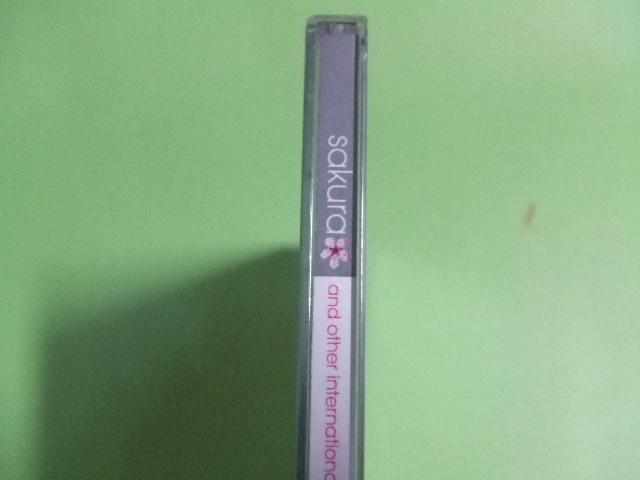 sakura
and other internationa